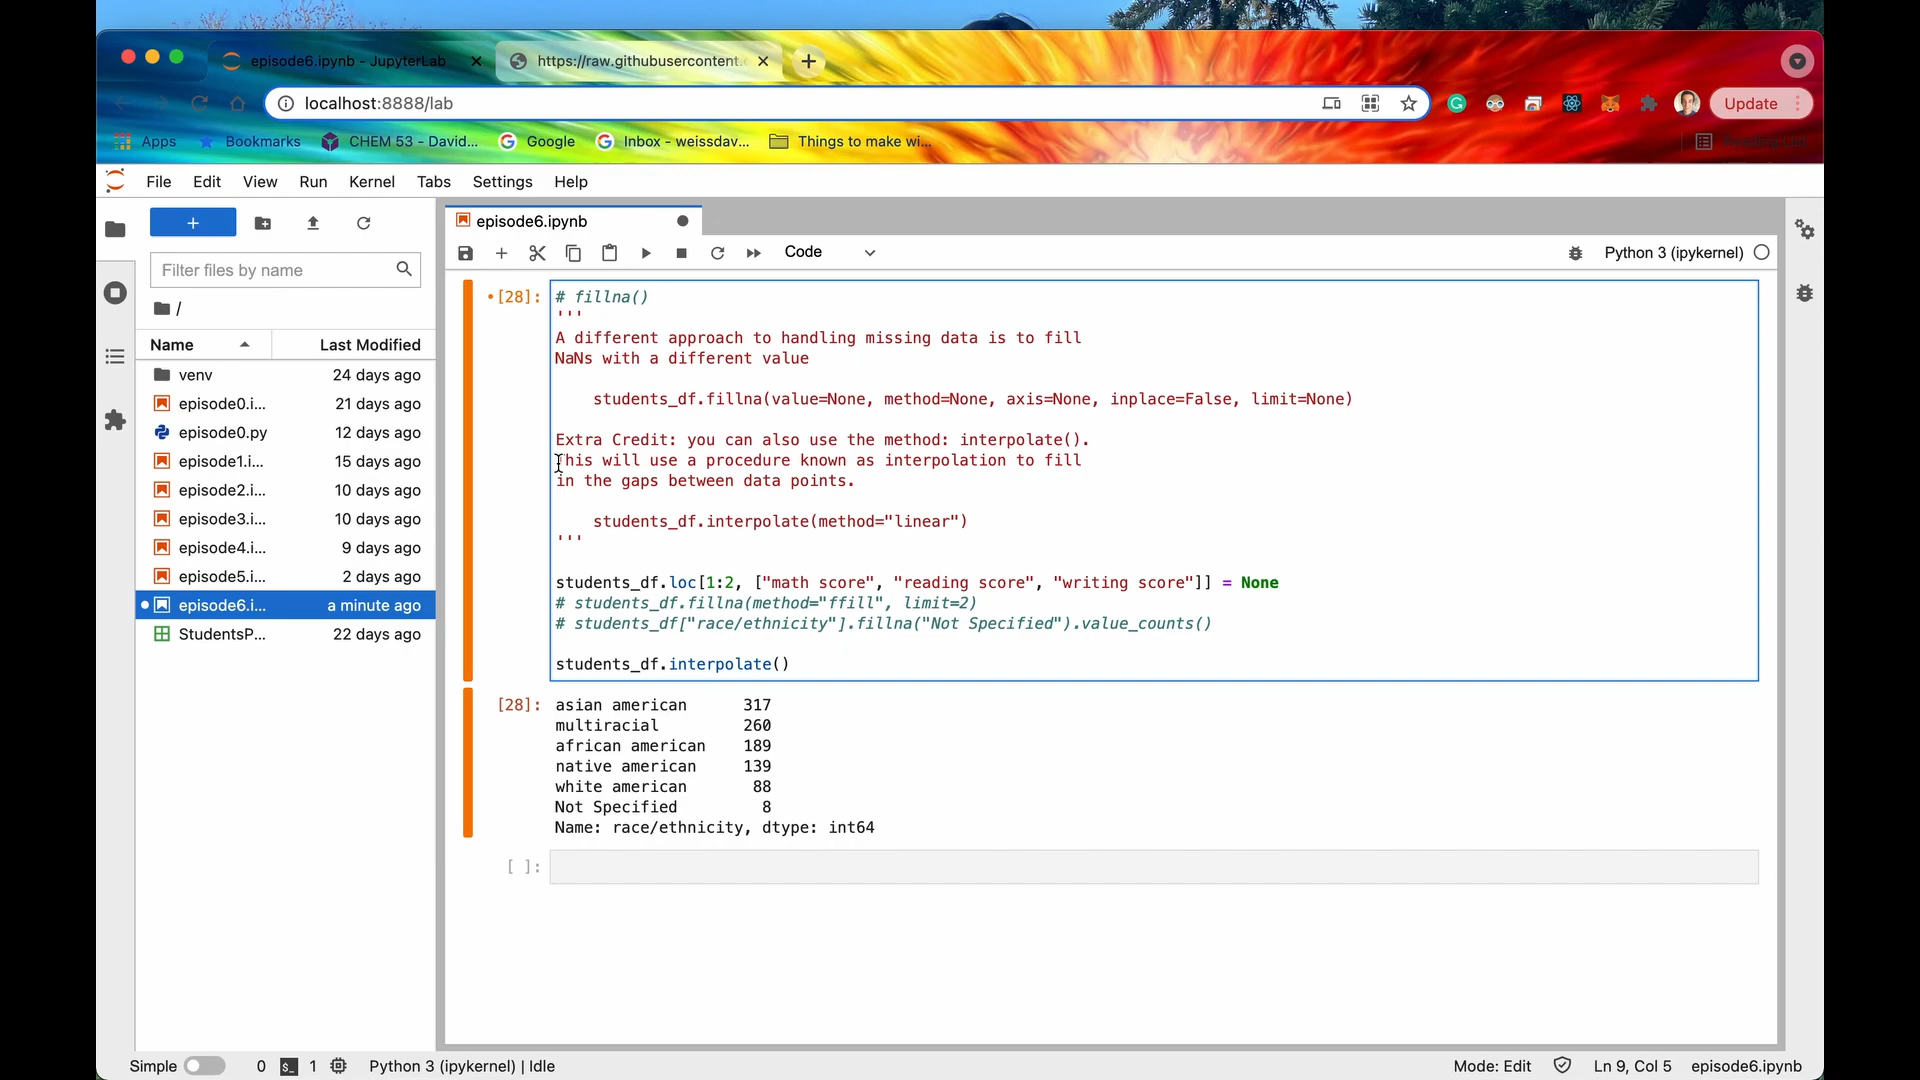 episode6.ipynb - JupyterLab
https://raw.githubusercontent.
localhost:8888/lab
Update
Apps
Bookmarks
CHEM 53 - David...
Google
Inbox - weissdav...
Things to make wi...
Reading List
File Edit View Run Kernel Tabs Settings Help
Filter files by name
/
Name Last Modified
venv 24 days ago
episode0.i... 21 days ago
episode0.py 12 days ago
episode1.i... 15 days ago
episode2.i... 10 days ago
episode3.i... 10 days ago
episode4.i... 9 days ago
episode5.i... 2 days ago
episode6.i... a minute ago
StudentsP... 22 days ago
episode6.ipynb
Code
Python 3 (ipykernel)
[28]: # fillna()
'''
A different approach to handling missing data is to fill
NaNs with a different value
students_df.fillna(value=None, method=None, axis=None, inplace=False, limit=None)
Extra Credit: you can also use the method: interpolate().
This will use a procedure known as interpolation to fill
in the gaps between data points.
students_df.interpolate(method="linear")
'''
students_df.loc[1:2, ["math score", "reading score", "writing score"]] = None
# students_df.fillna(method="ffill", limit=2)
# students_df["race/ethnicity"].fillna("Not Specified").value_counts()
students_df.interpolate()
[28]: asian american 317
multiracial 260
african american 189
native american 139
white american 88
Not Specified 8
Name: race/ethnicity, dtype: int64
[ ]:
Simple 0 1 Python 3 (ipykernel) | Idle
Mode: Edit Ln 9, Col 5 episode6.ipynb